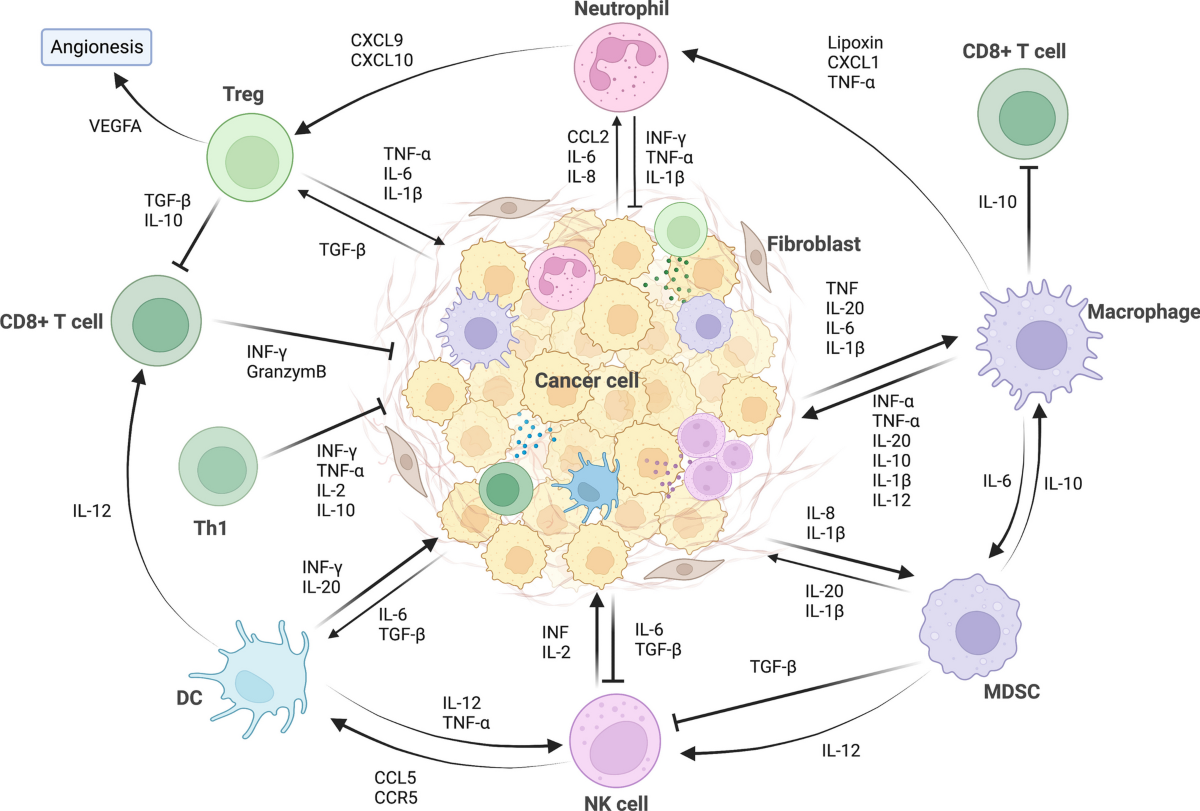 Neutrophil
Angionesis
CXCL9
CXCL10
Lipoxin
CXCL1
TNF-α
CD8+ T cell
Treg
VEGFA
CCL2
IL-6
IL-8
INF-γ
TNF-α
IL-1β
TNF-α
IL-6
IL-1β
TGF-β
IL-10
IL-10
TGF-β
Fibroblast
CD8+ T cell
TNF
IL-20
IL-6
IL-1β
Macrophage
INF-γ
GranzymB
Cancer cell
INF-α
TNF-α
IL-20
IL-10
IL-1β
IL-12
INF-γ
TNF-α
IL-2
IL-10
Th1
IL-6
IL-10
IL-12
IL-8
IL-1β
INF-γ
IL-20
IL-6
TGF-β
IL-20
IL-1β
INF
IL-2
IL-6
TGF-β
TGF-β
MDSC
DC
IL-12
TNF-α
IL-12
CCL5
CCR5
NK cell